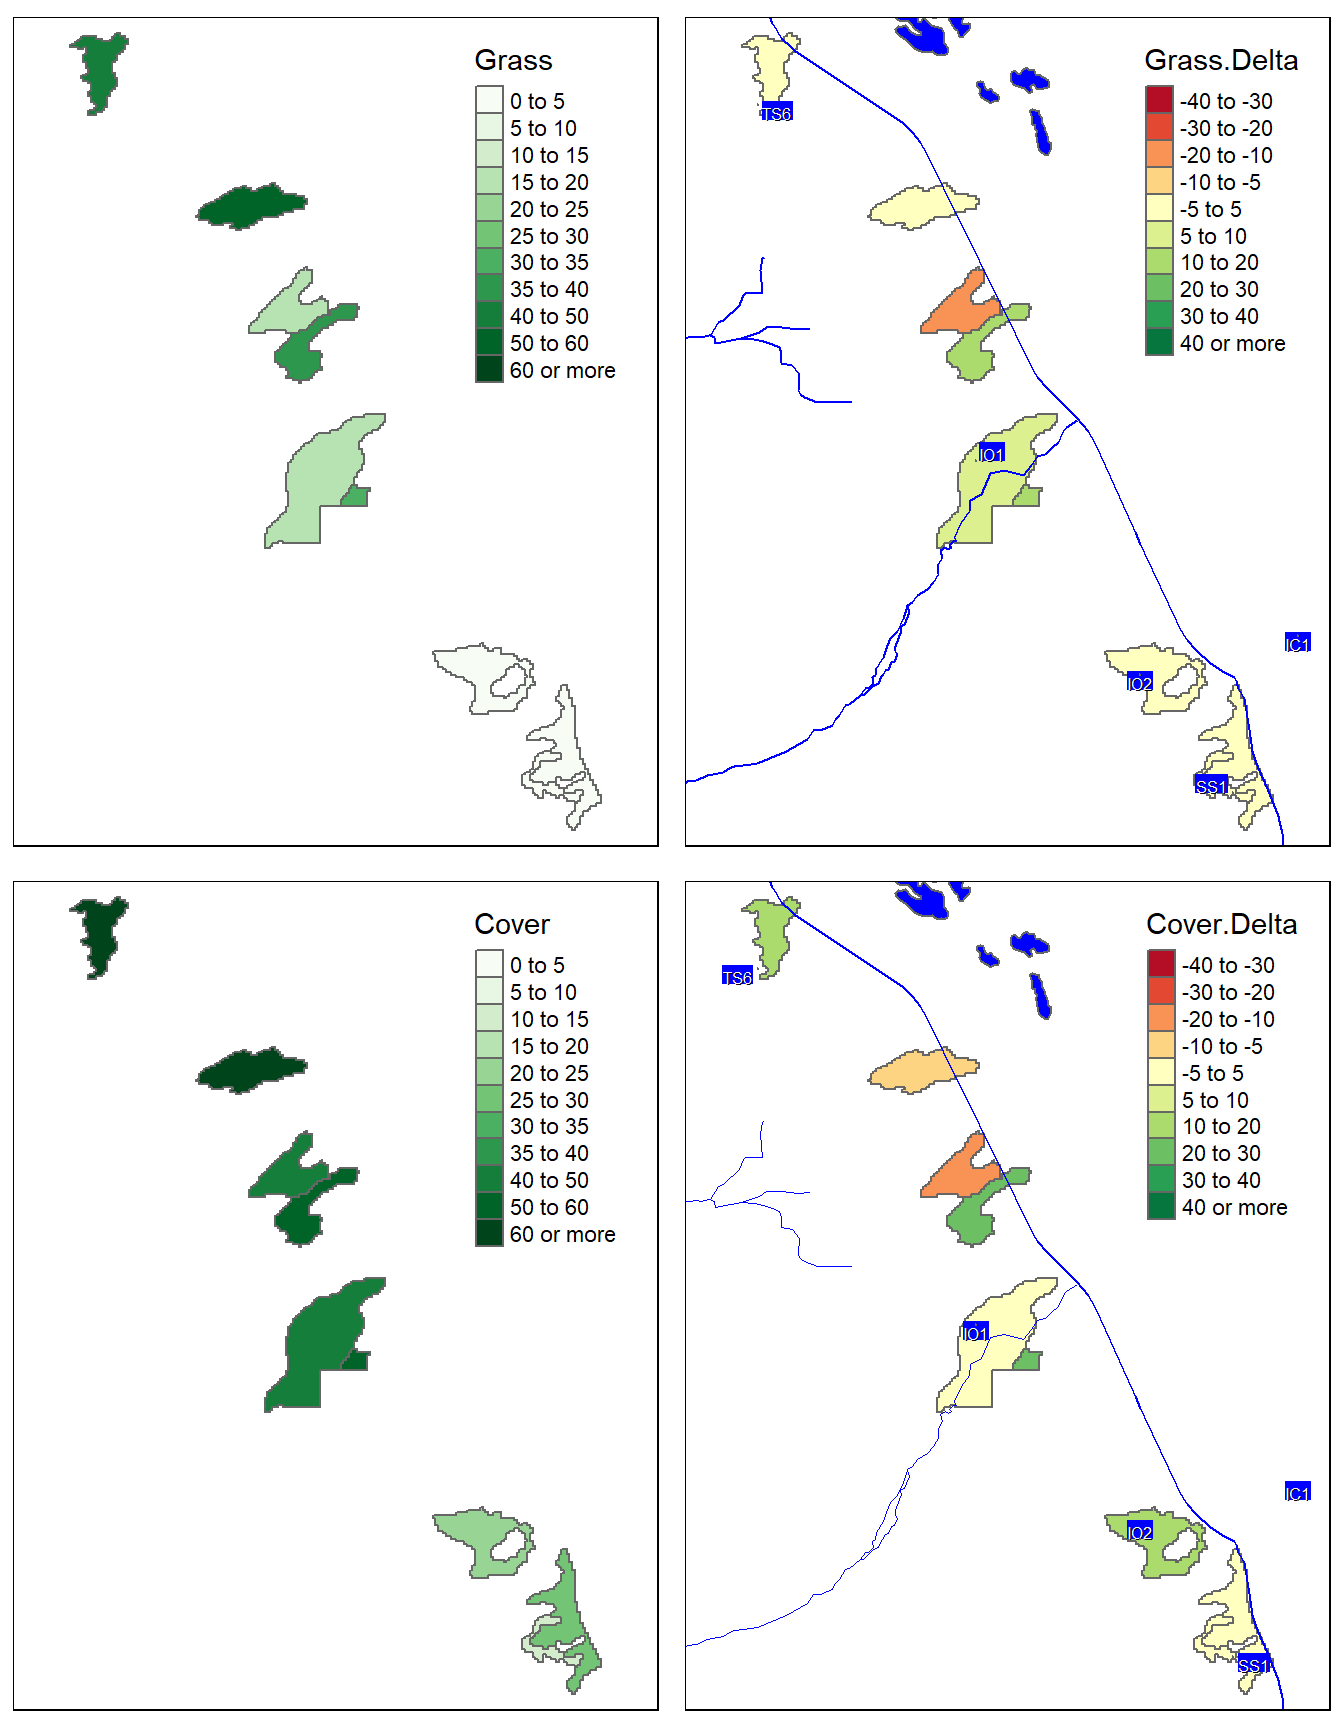 Grass
0 to 5
5 to 10
10 to 15
15 to 20
20 to 25
25 to 30
30 to 35
35 to 40
40 to 50
50 to 60
60 or more
Grass.Delta
-40 to -30
-30 to -20
-20 to -10
-10 to -5
-5 to 5
5 to 10
10 to 20
20 to 30
30 to 40
40 or more
TS6
IO1
IC1
IO2
SS1
Cover
0 to 5
5 to 10
10 to 15
15 to 20
20 to 25
25 to 30
30 to 35
35 to 40
40 to 50
50 to 60
60 or more
Cover.Delta
-40 to -30
-30 to -20
-20 to -10
-10 to -5
-5 to 5
5 to 10
10 to 20
20 to 30
30 to 40
40 or more
TS6
IO1
IC1
IO2
SS1